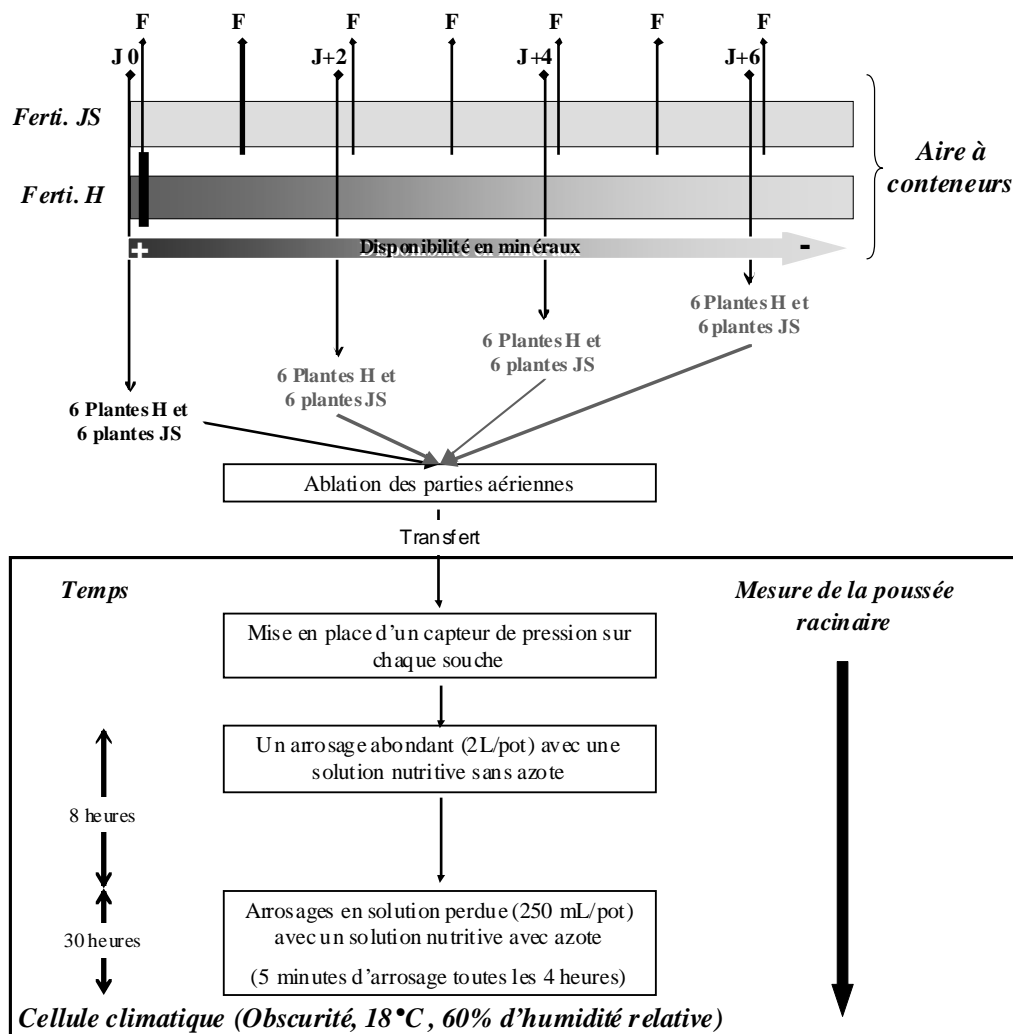 F F F F F F F
J 0 J+2 J+4 J+6
Ferti. JS
Ferti. H
Aire à
conteneurs
+ Disponibilité en minéraux -
6 Plantes H et
6 plantes JS
6 Plantes H et
6 plantes JS
6 Plantes H et
6 plantes JS
6 Plantes H et
6 plantes JS
Ablation des parties aériennes
Transfert
Temps
Mesure de la poussée
racinaire
Mise en place d'un capteur de pression sur
chaque souche
Un arrosage abondant (2L/pot) avec une
solution nutritive sans azote
8 heures
Arrosages en solution perdue (250 mL/pot)
avec un solution nutritive avec azote
(5 minutes d'arrosage toutes les 4 heures)
30 heures
Cellule climatique (Obscurité, 18°C, 60% d'humidité relative)